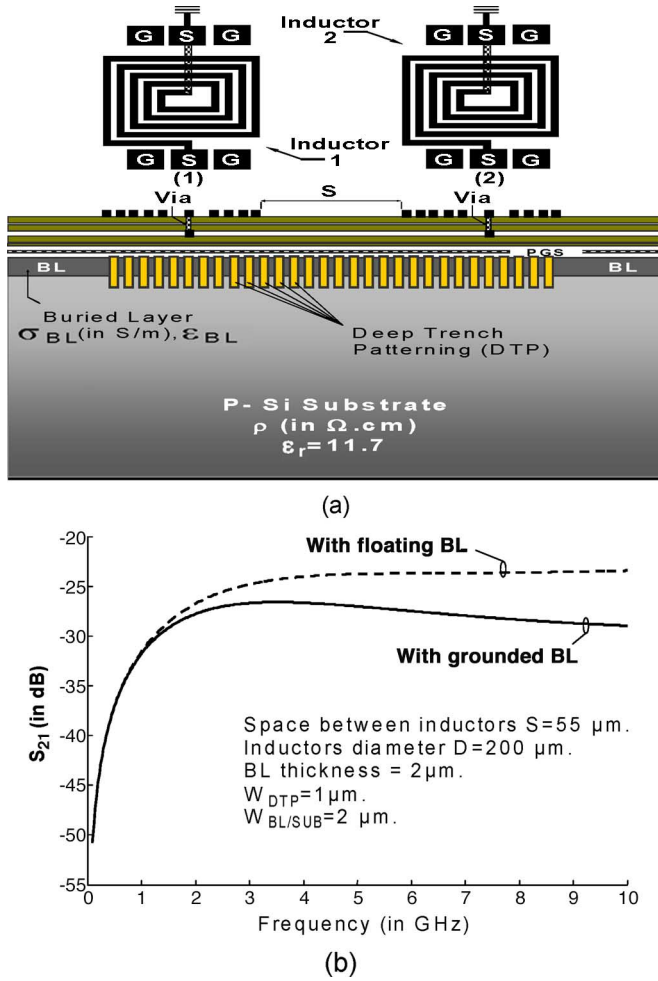 Inductor
2
G S G
G S G
Inductor
1
G S G
G S G
(1)
(2)
Via
S
Via
PGS
BL
BL
Buried Layer
σBL(in S/m), εBL
Deep Trench
Patterning (DTP)
P- Si Substrate
ρ (in Ω.cm)
εr=11.7
(a)
-20
-25
-30
-35
-40
-45
-50
-55
S21 (in dB)
With floating BL
With grounded BL
Space between inductors S=55 µm.
Inductors diameter D=200 µm.
BL thickness = 2µm.
WDTP=1µm.
WBL/SUB=2 µm.
0 1 2 3 4 5 6 7 8 9 10
Frequency (in GHz)
(b)